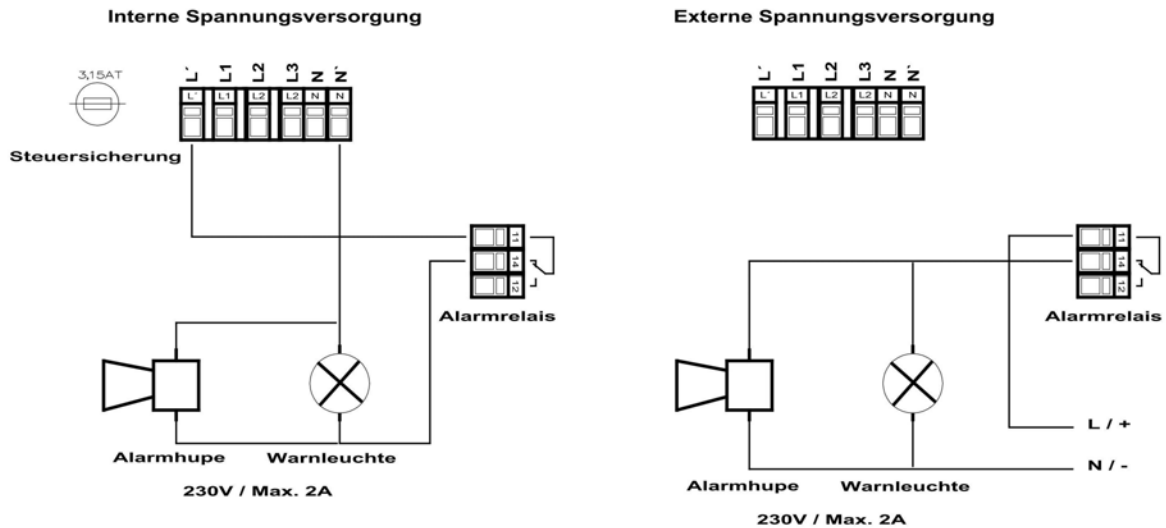 Interne Spannungsversorgung
3,15AT
L´ L1 L2 L3 N N´
L´ L1 L2 L2 N N
Steuersicherung
11
14
12
Alarmrelais
Alarmhupe Warnleuchte
230V / Max. 2A
Externe Spannungsversorgung
L´ L1 L2 L3 N N´
L´ L1 L2 L2 N N
11
14
12
Alarmrelais
L / +
N / -
Alarmhupe Warnleuchte
230V / Max. 2A